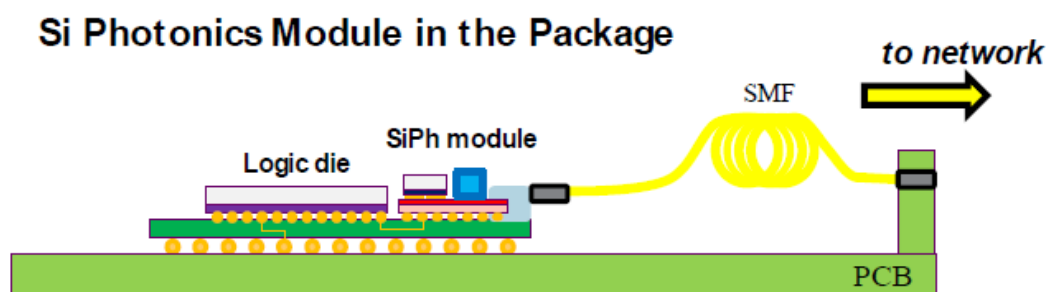 Si Photonics Module in the Package
to network
SMF
SiPh module
Logic die
PCB